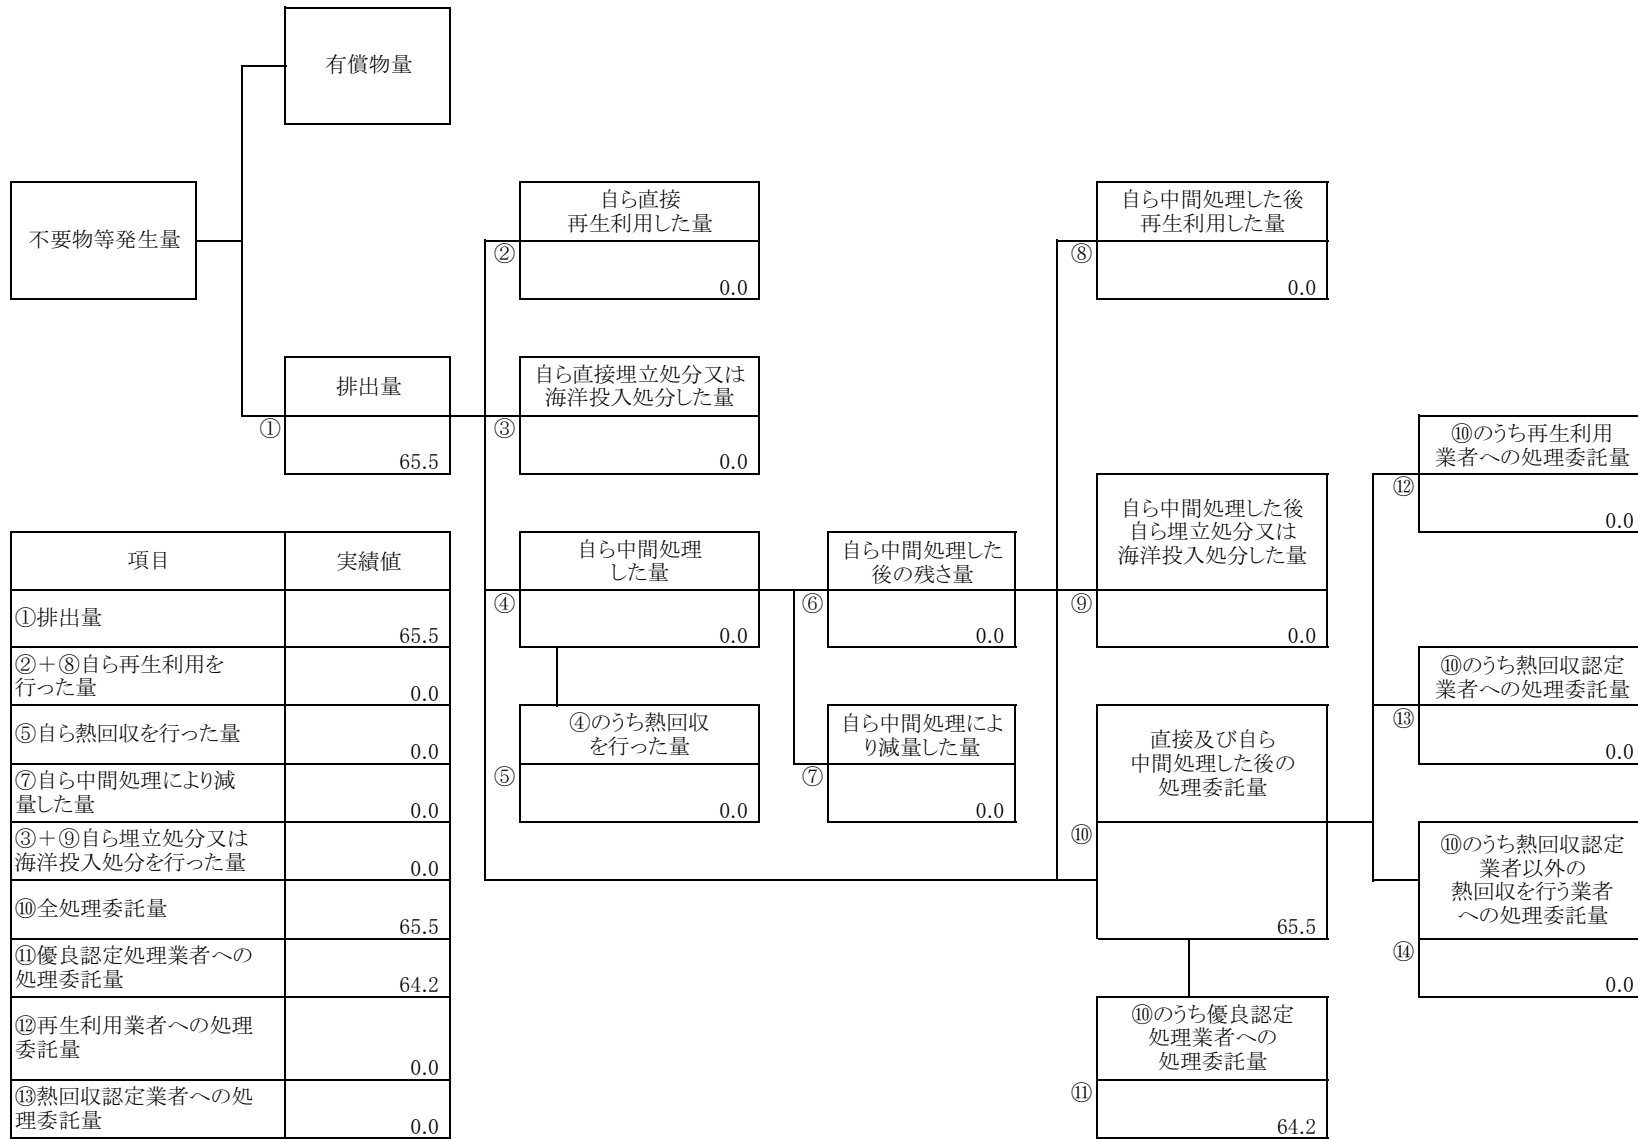 有償物量
不要物等発生量
排出量
①
65.5
自ら直接
再生利用した量
②
0.0
自ら直接埋立処分又は
海洋投入処分した量
③
0.0
自ら中間処理
した量
④
0.0
④のうち熱回収
を行った量
⑤
0.0
自ら中間処理した
後の残さ量
⑥
0.0
自ら中間処理によ
り減量した量
⑦
0.0
自ら中間処理した後
再生利用した量
⑧
0.0
自ら中間処理した後
自ら埋立処分又は
海洋投入処分した量
⑨
0.0
直接及び自ら
中間処理した後の
処理委託量
⑩
65.5
⑩のうち優良認定
処理業者への
処理委託量
⑪
64.2
⑩のうち再生利用
業者への処理委託量
⑫
0.0
⑩のうち熱回収認定
業者への処理委託量
⑬
0.0
⑩のうち熱回収認定
業者以外の
熱回収を行う業者
への処理委託量
⑭
0.0
項目 実績値
①排出量
65.5
②＋⑧自ら再生利用を
行った量
0.0
⑤自ら熱回収を行った量
0.0
⑦自ら中間処理により減
量した量
0.0
③＋⑨自ら埋立処分又は
海洋投入処分を行った量
0.0
⑩全処理委託量
65.5
⑪優良認定処理業者への
処理委託量
64.2
⑫再生利用業者への処理
委託量
0.0
⑬熱回収認定業者への処
理委託量
0.0